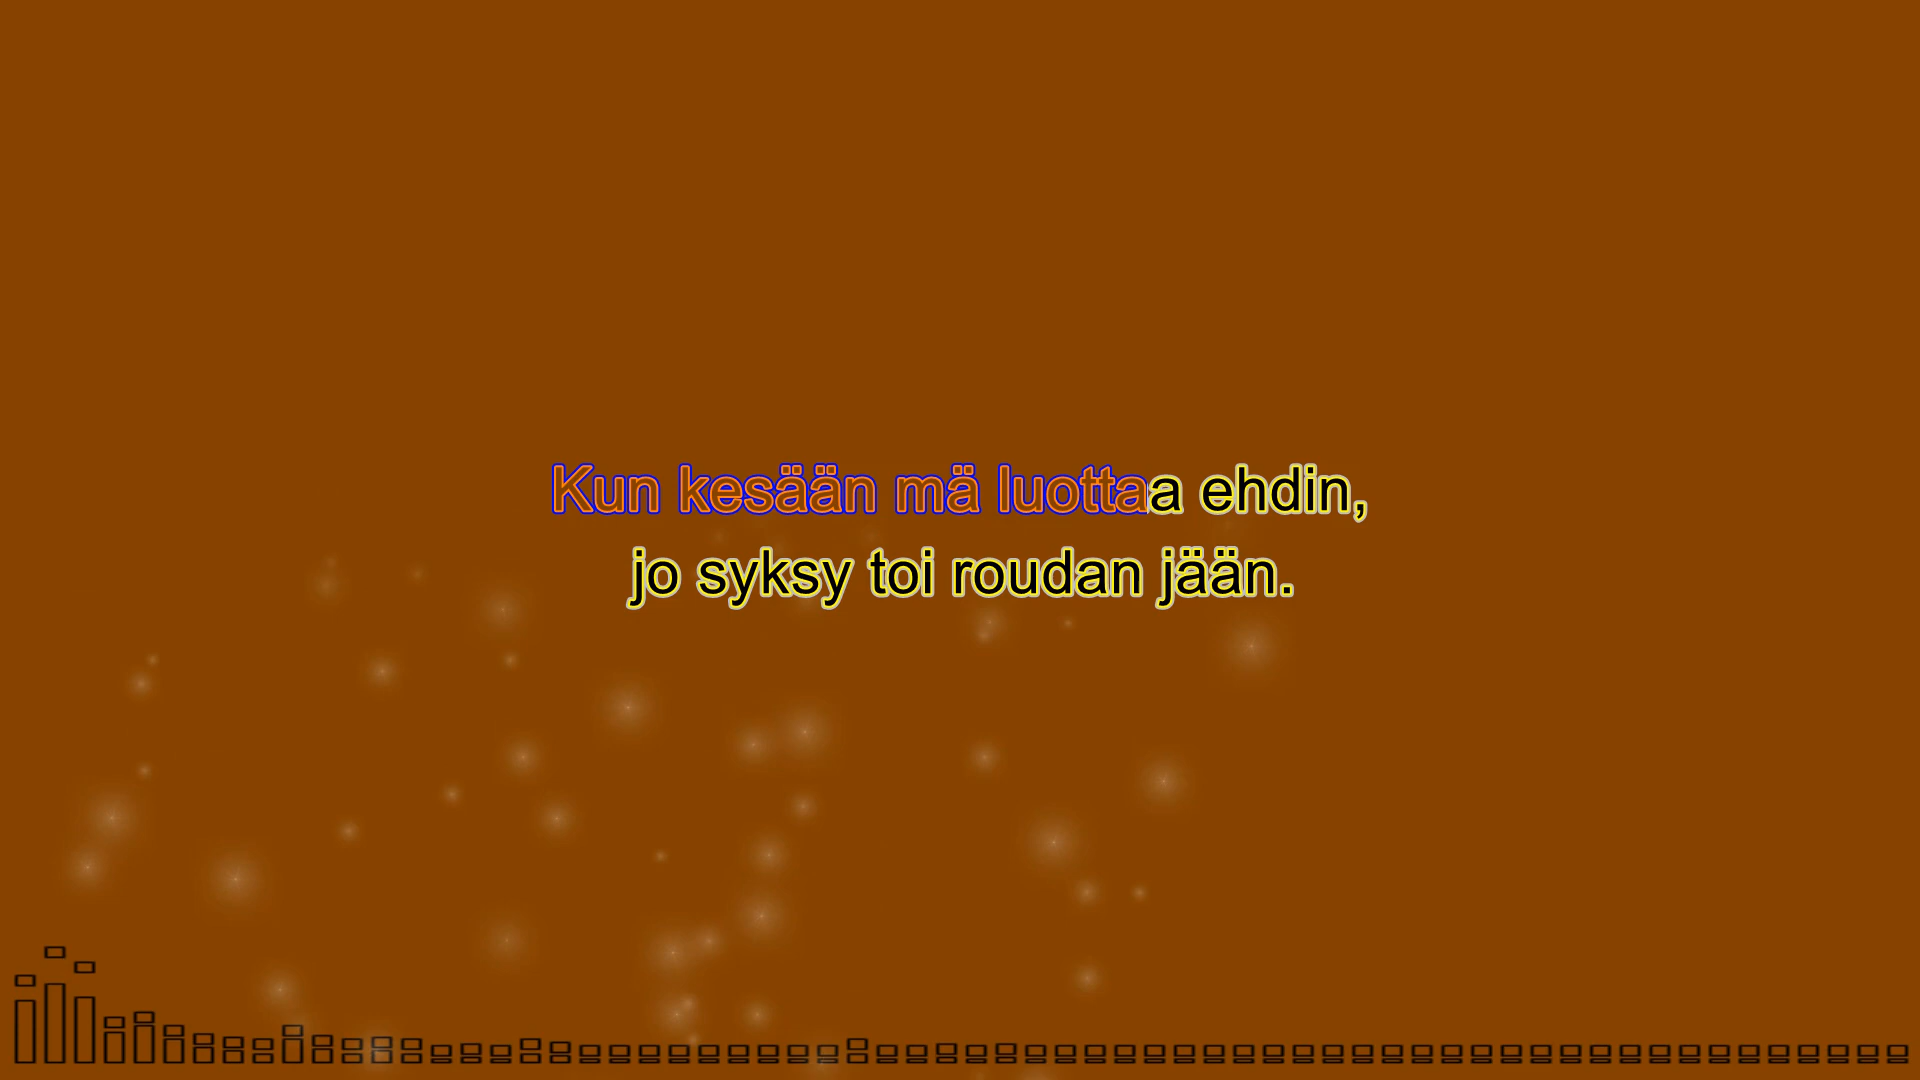 Kun kesään mä luottaa ehdin,
jo syksy toi roudan jään.